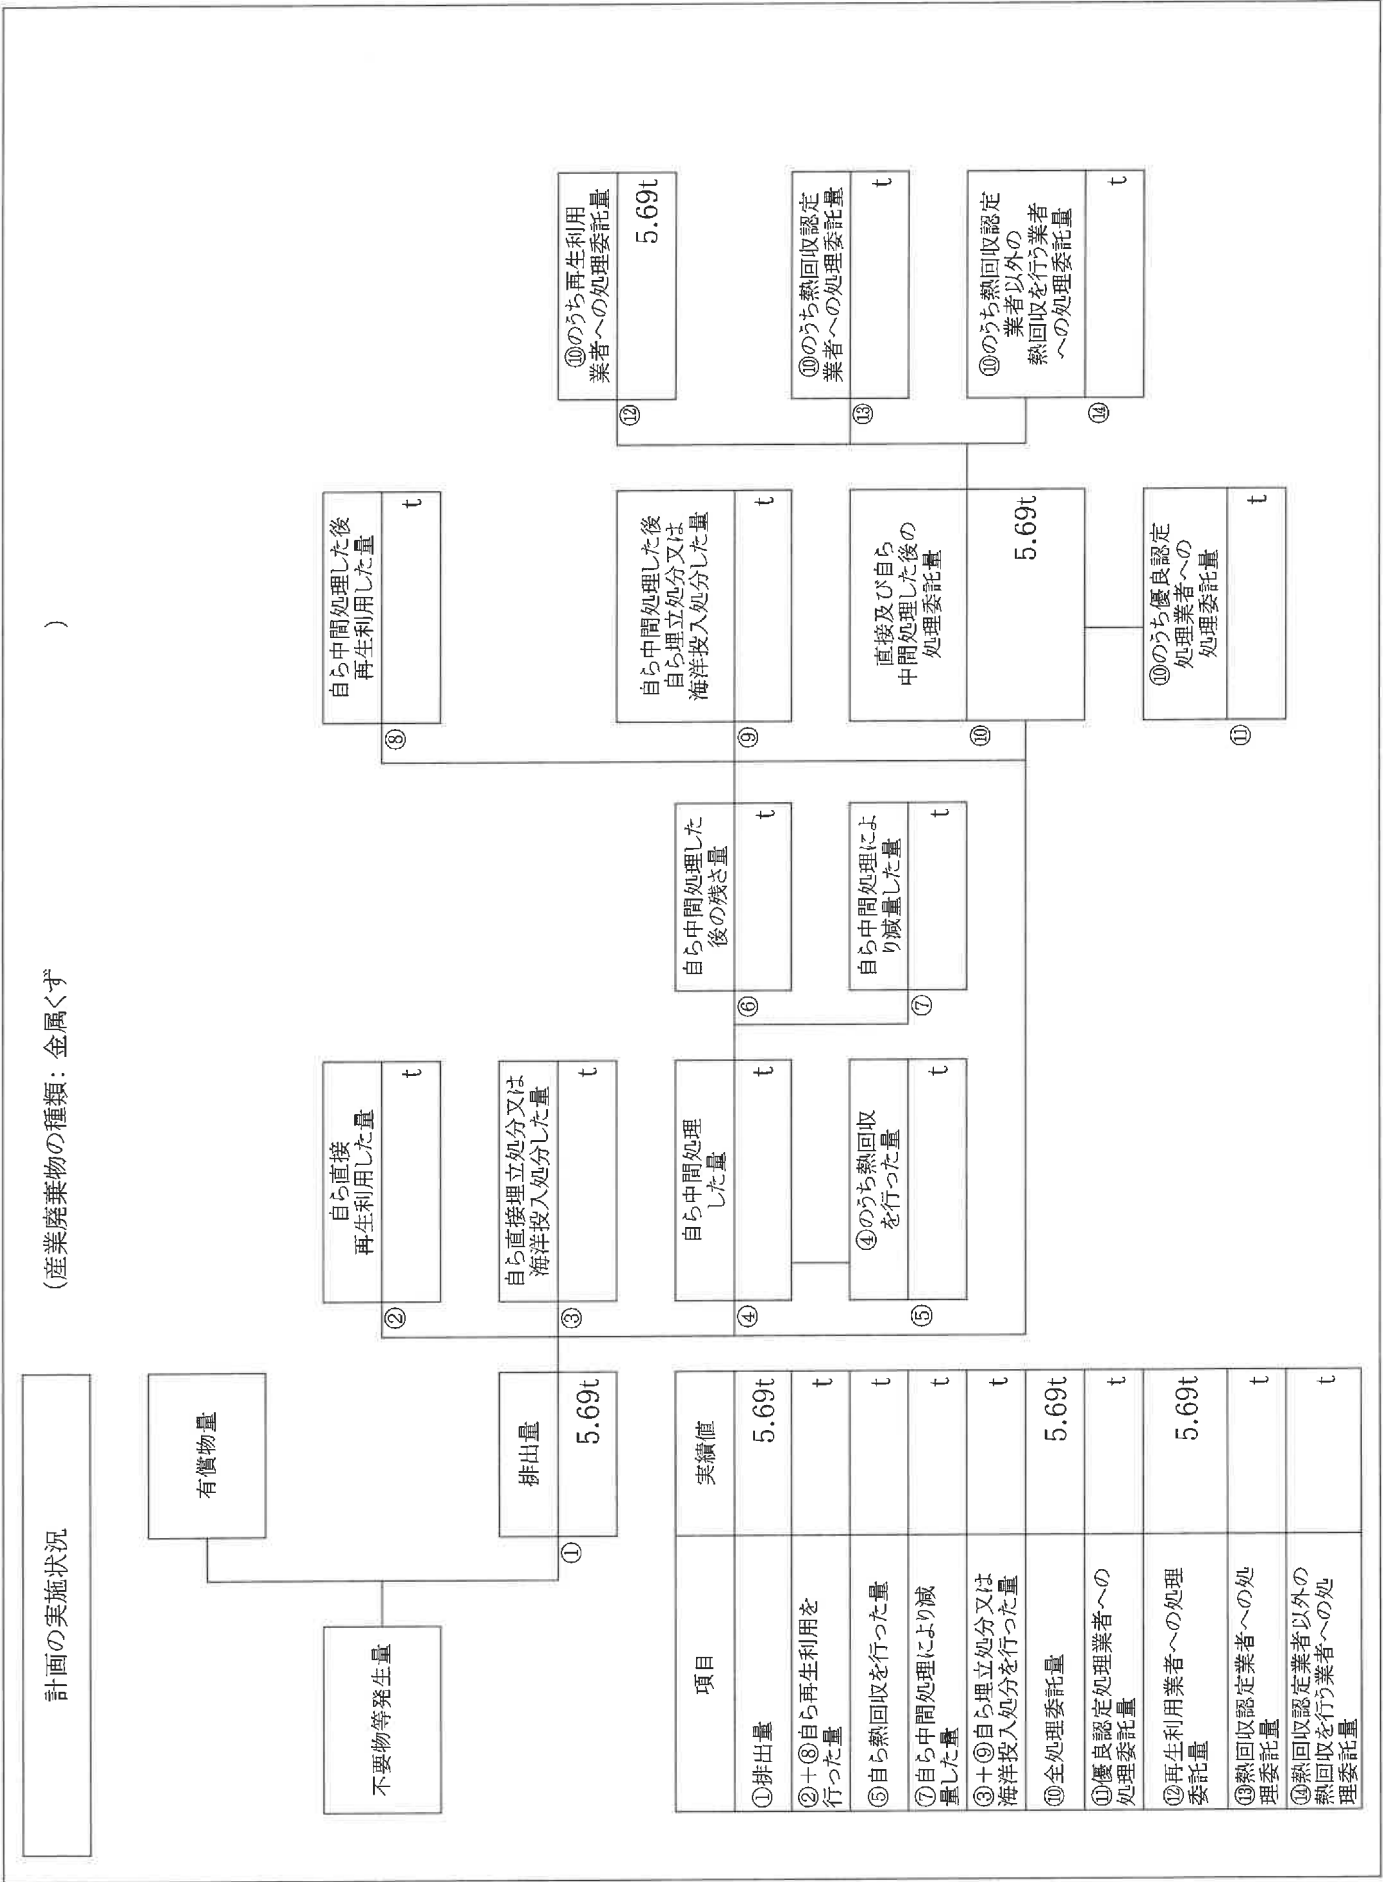 計画の実施状況
(産業廃棄物の種類：金属くず　)
不要物等発生量
有償物量
①
排出量
5.69t
②
自ら直接
再生利用した量
t
③
自ら直接埋立処分又は
海洋投入処分した量
t
④
自ら中間処理
した量
t
⑤
④のうち熱回収
を行った量
t
⑥
自ら中間処理した
後の残さ量
t
⑦
自ら中間処理によ
り減量した量
t
⑧
自ら中間処理した後
再生利用した量
t
⑨
自ら中間処理した後
自ら埋立処分又は
海洋投入処分した量
t
⑩
直接及び自ら
中間処理した後の
処理委託量
5.69t
⑪
⑩のうち優良認定
処理業者への
処理委託量
t
⑫
⑩のうち再生利用
業者への処理委託量
5.69t
⑬
⑩のうち熱回収認定
業者への処理委託量
t
⑭
⑩のうち熱回収認定
業者以外の
熱回収を行う業者
への処理委託量
t
項目
実績値
①排出量
5.69t
②＋⑧自ら再生利用を
行った量
t
⑤自ら熱回収を行った量
t
⑦自ら中間処理により減
量した量
t
③＋⑨自ら埋立処分又は
海洋投入処分を行った量
t
⑩全処理委託量
5.69t
⑪優良認定処理業者への
処理委託量
t
⑫再生利用業者への処理
委託量
5.69t
⑬熱回収認定業者への処
理委託量
t
⑭熱回収認定業者以外の
熱回収を行う業者への処
理委託量
t